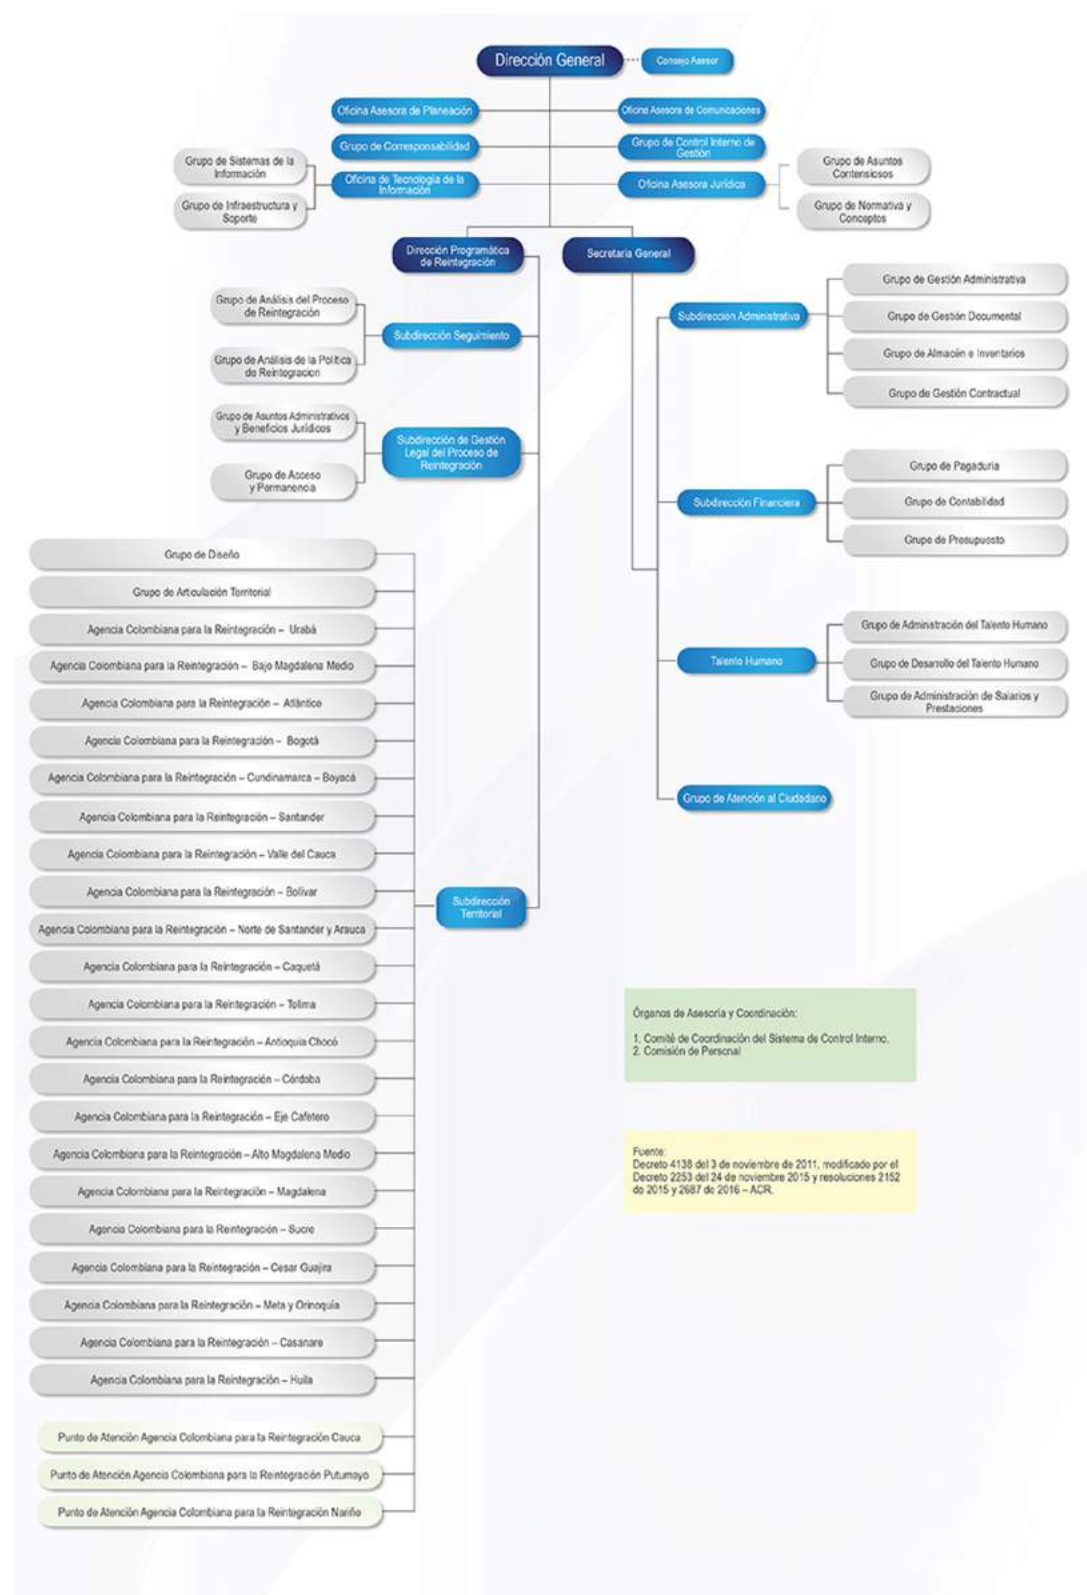 Dirección General
Consejo Asesor
Oficina Asesora de Planeación
Oficina Asesora de Comunicaciones
Grupo de Corresponsabilidad
Grupo de Control Interno de
Gestión
Grupo de Sistemas de la
Información
Oficina de Tecnología de la
Información
Oficina Asesora Jurídica
Grupo de Asuntos
Contensiosos
Grupo de Infraestructura y
Soporte
Grupo de Normativa y
Conceptos
Dirección Programática
de Reintegración
Secretaria General
Grupo de Análisis del Proceso
de Reintegración
Subdirección Seguimiento
Grupo de Análisis de la Política
de Reintegracion
Grupo de Asuntos Administrativos
y Beneficios Jurídicos
Subdirección de Gestión
Legal del Proceso de
Reintegración
Grupo de Acceso
y Permanencia
Subdirección Administrativa
Grupo de Gestión Administrativa
Grupo de Gestión Documental
Grupo de Almacén e Inventarios
Grupo de Gestión Contractual
Subdirección Financiera
Grupo de Pagaduria
Grupo de Contabilidad
Grupo de Presupuesto
Talento Humano
Grupo de Administración del Talento Humano
Grupo de Desarrollo del Talento Humano
Grupo de Administración de Salarios y
Prestaciones
Grupo de Atención al Ciudadano
Subdirección
Territorial
Grupo de Diseño
Grupo de Articulación Territorial
Agencia Colombiana para la Reintegración – Urabá
Agencia Colombiana para la Reintegración – Bajo Magdalena Medio
Agencia Colombiana para la Reintegración – Atlántico
Agencia Colombiana para la Reintegración – Bogotá
Agencia Colombiana para la Reintegración – Cundinamarca – Boyacá
Agencia Colombiana para la Reintegración – Santander
Agencia Colombiana para la Reintegración – Valle del Cauca
Agencia Colombiana para la Reintegración – Bolívar
Agencia Colombiana para la Reintegración – Norte de Santander y Arauca
Agencia Colombiana para la Reintegración – Caquetá
Agencia Colombiana para la Reintegración – Tolima
Agencia Colombiana para la Reintegración – Antioquia Chocó
Agencia Colombiana para la Reintegración – Córdoba
Agencia Colombiana para la Reintegración – Eje Cafetero
Agencia Colombiana para la Reintegración – Alto Magdalena Medio
Agencia Colombiana para la Reintegración – Magdalena
Agencia Colombiana para la Reintegración – Sucre
Agencia Colombiana para la Reintegración – Cesar Guajira
Agencia Colombiana para la Reintegración – Meta y Orinoquía
Agencia Colombiana para la Reintegración – Casanare
Agencia Colombiana para la Reintegración – Huila
Punto de Atención Agencia Colombiana para la Reintegración Cauca
Punto de Atención Agencia Colombiana para la Reintegración Putumayo
Punto de Atención Agencia Colombiana para la Reintegración Nariño
Órganos de Asesoria y Coordinación:
1. Comité de Coordinación del Sistema de Control Interno.
2. Comisión de Personal
Fuente:
Decreto 4138 del 3 de noviembre de 2011, modificado por el
Decreto 2253 del 24 de noviembre 2015 y resoluciones 2152
de 2015 y 2687 de 2016 – ACR.